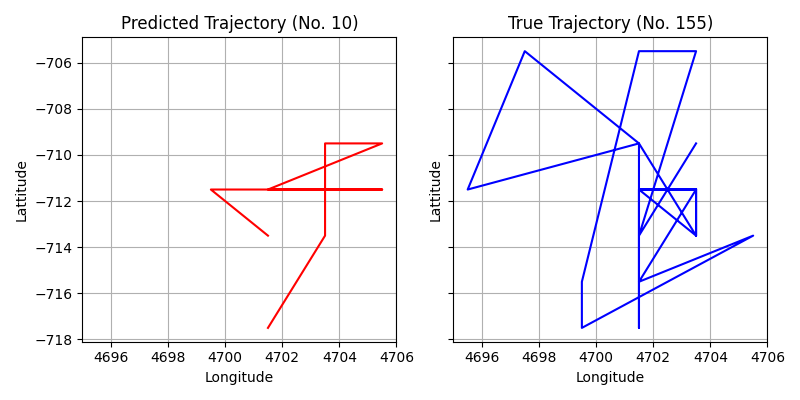 Predicted Trajectory (No. 10)
True Trajectory (No. 155)
Lattitude
−706
−708
−710
−712
−714
−716
−718
4696 4698 4700 4702 4704 4706
Longitude
Lattitude
4696 4698 4700 4702 4704 4706
Longitude